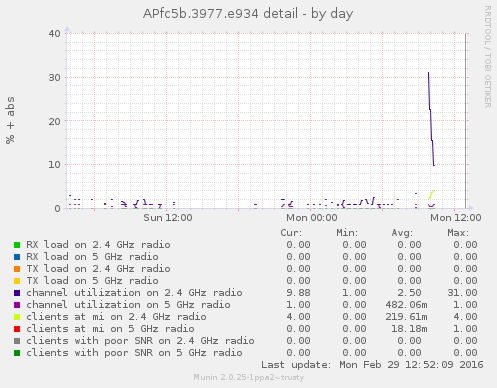 APfc5b.3977.e934 detail - by day
RRDTOOL / TOBI OETIKER
% + abs
40
30
20
10
0
Sun 12:00 Mon 00:00 Mon 12:00
Cur: Min: Avg: Max:
RX load on 2.4 GHz radio 0.00 0.00 0.00 0.00
RX load on 5 GHz radio 0.00 0.00 0.00 0.00
TX load on 2.4 GHz radio 0.00 0.00 0.00 0.00
TX load on 5 GHz radio 0.00 0.00 0.00 0.00
channel utilization on 2.4 GHz radio 9.88 1.00 2.50 31.00
channel utilization on 5 GHz radio 1.00 0.00 482.06m 1.00
clients at mi on 2.4 GHz radio 4.00 0.00 219.61m 4.00
clients at mi on 5 GHz radio 0.00 0.00 18.18m 1.00
clients with poor SNR on 2.4 GHz radio 0.00 0.00 0.00 0.00
clients with poor SNR on 5 GHz radio 0.00 0.00 0.00 0.00
Last update: Mon Feb 29 12:52:09 2016
Munin 2.0.25-1ppa2~trusty